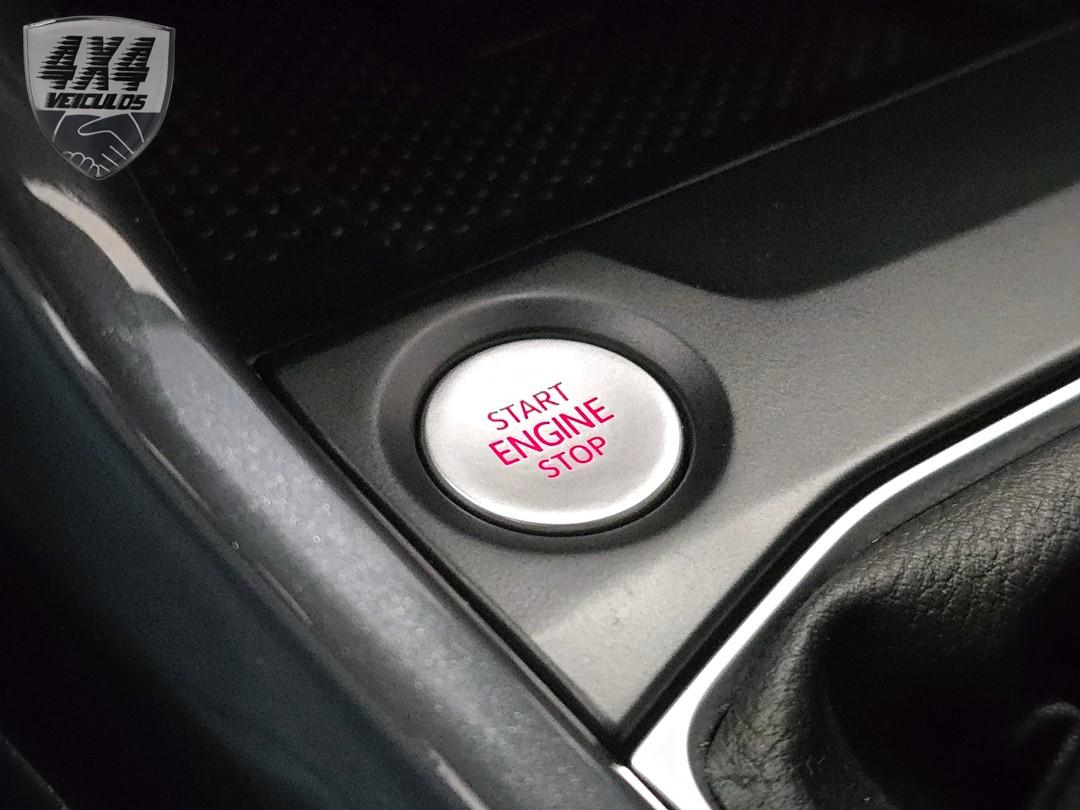 4X4
VEICULOS
START
ENGINE
STOP